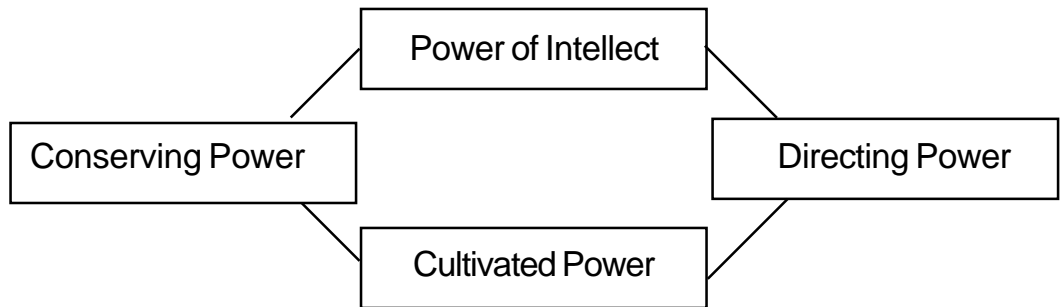 Power of Intellect
Conserving Power
Directing Power
Cultivated Power